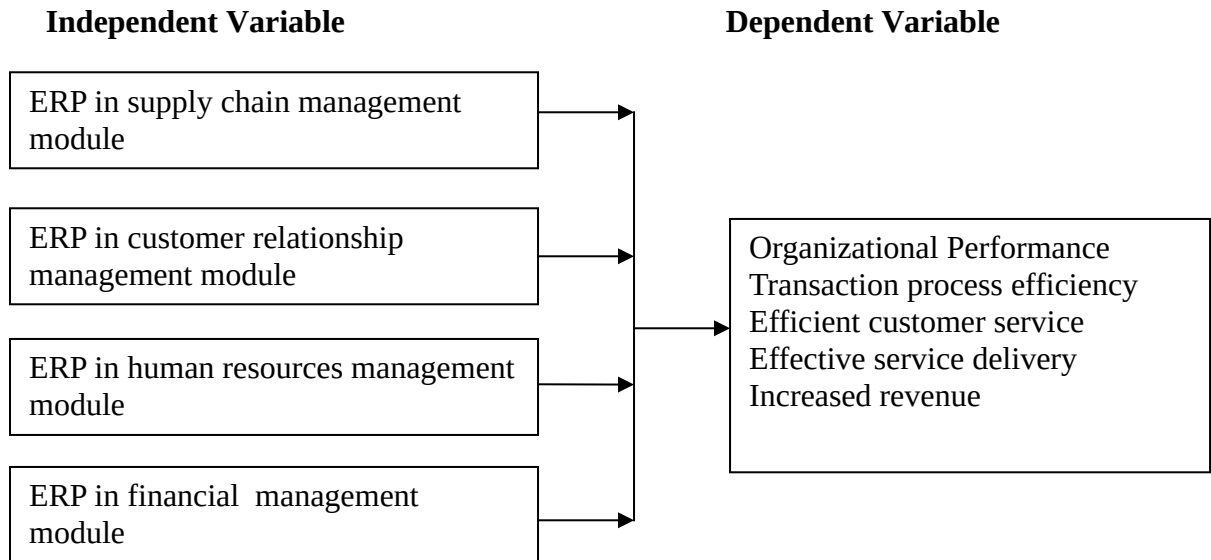 Independent Variable
Dependent Variable
ERP in supply chain management
module
ERP in customer relationship
management module
ERP in human resources management
module
ERP in financial  management
module
Organizational Performance
Transaction process efficiency
Efficient customer service
Effective service delivery
Increased revenue